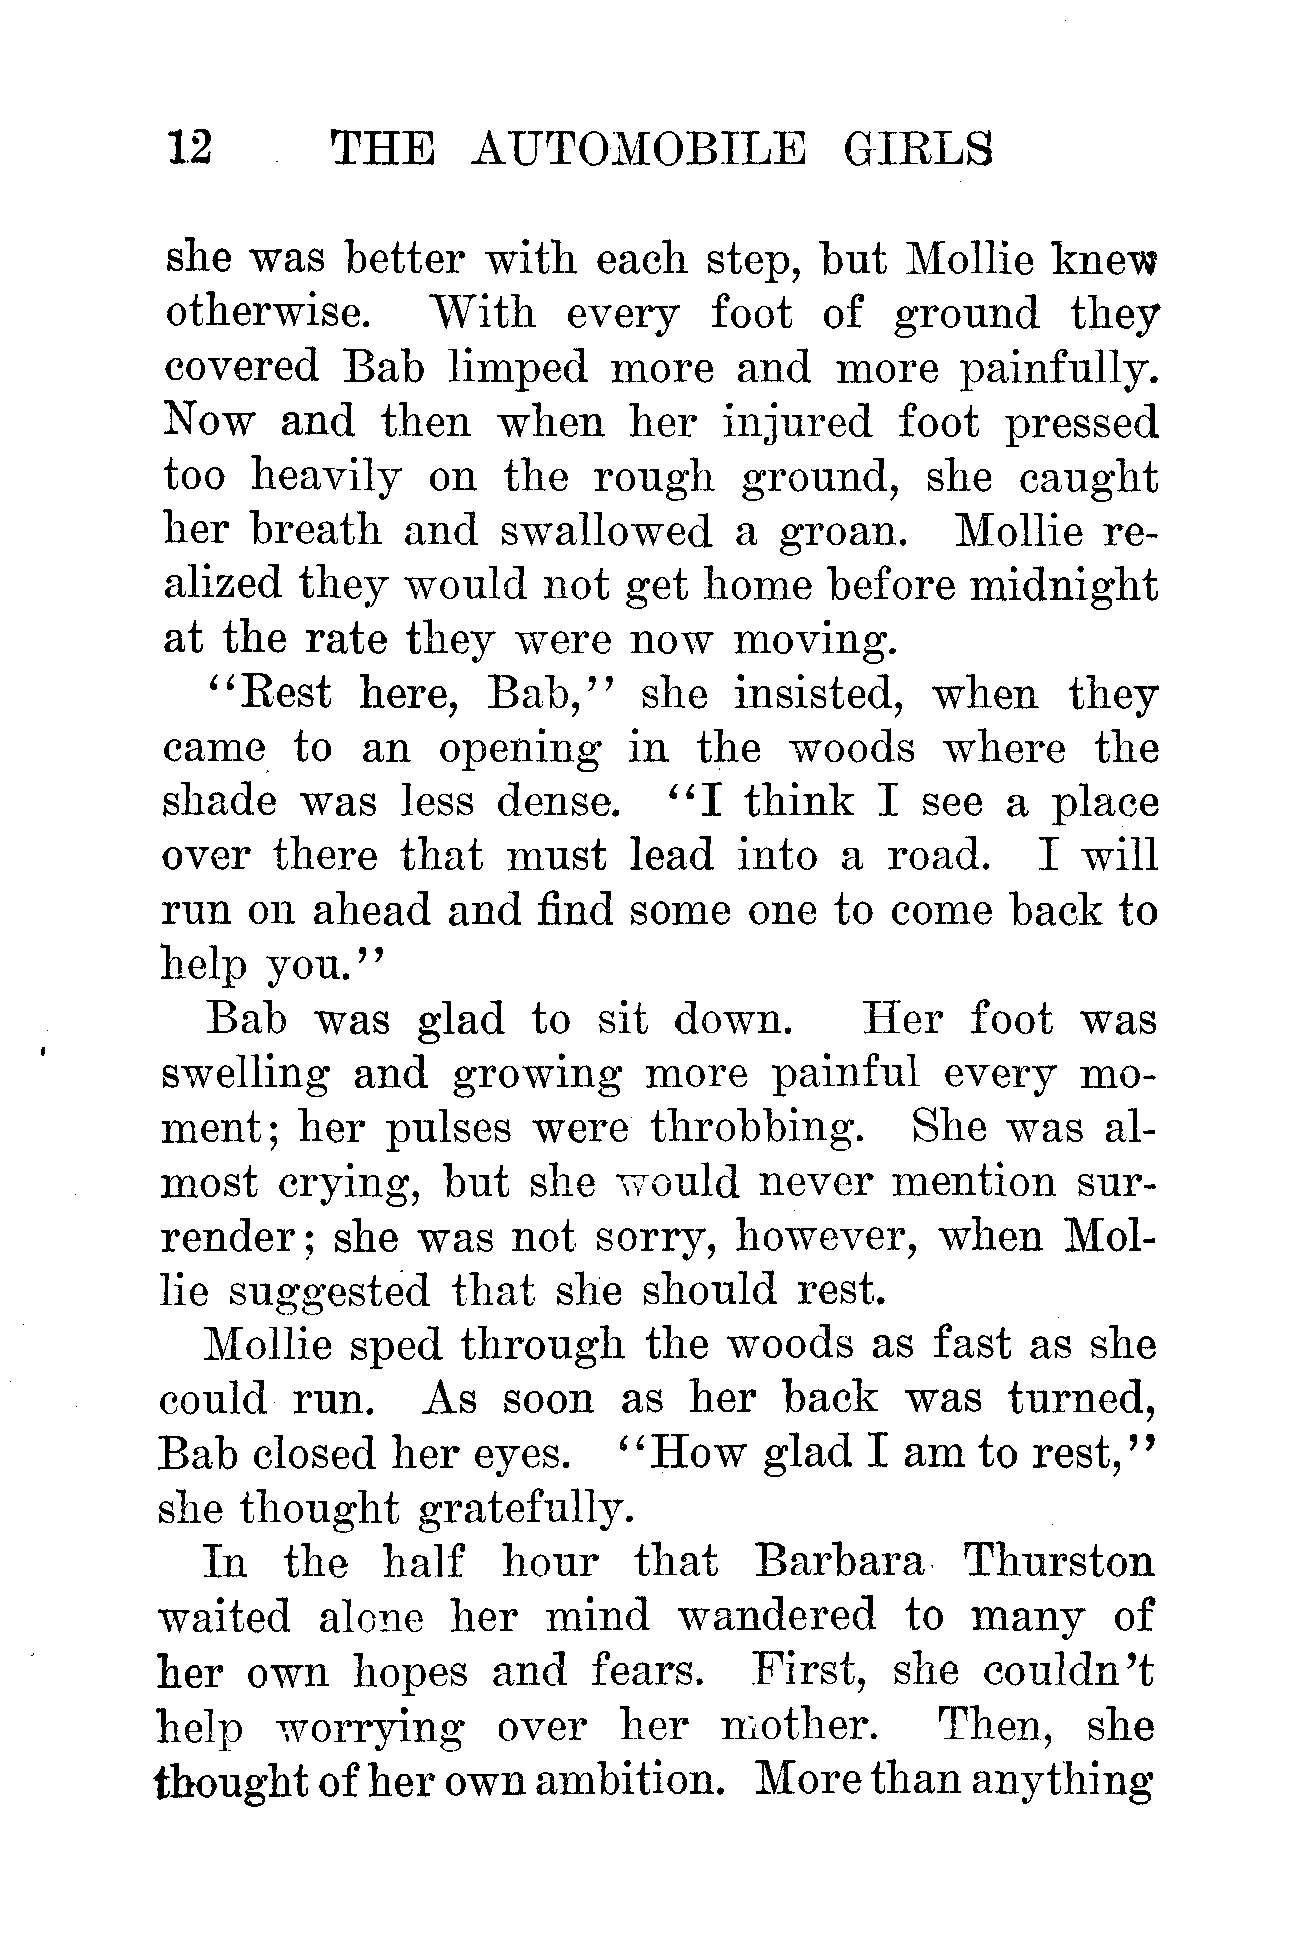 12 THE AUTOMOBILE GIRLS
she was better with each step, but Mollie knew
otherwise. With every foot of ground they
covered Bab limped more and more painfully.
Now and then when her injured foot pressed
too heavily on the rough ground, she caught
her breath and swallowed a groan. Mollie re-
alized they would not get home before midnight
at the rate they were now moving.
“Rest here, Bab,” she insisted, when they
came to an opening in the woods where the
shade was less dense. “I think I see a place
over there that must lead into a road. I will
run on ahead and find some one to come back to
help you.”
Bab was glad to sit down. Her foot was
swelling and growing more painful every mo-
ment; her pulses were throbbing. She was al-
most crying, but she would never mention sur-
render; she was not sorry, however, when Mol-
lie suggested that she should rest.
Mollie sped through the woods as fast as she
could run. As soon as her back was turned,
Bab closed her eyes. “How glad I am to rest,”
she thought gratefully.
In the half hour that Barbara Thurston
waited alone her mind wandered to many of
her own hopes and fears. First, she couldn’t
help worrying over her mother. Then, she
thought of her own ambition. More than anything